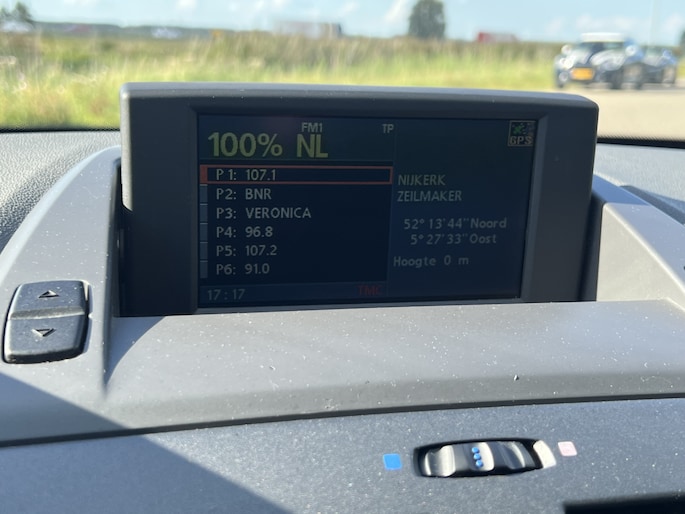 FM1 TP
100% NL GPS
P1: 107.1
P2: BNR
P3: VERONICA
P4: 96.8
P5: 107.2
P6: 91.0
NIJKERK
ZEILMAKER
52° 13'44" Noord
5° 27'33" Oost
Hoogte 0 m
17:17 TMC